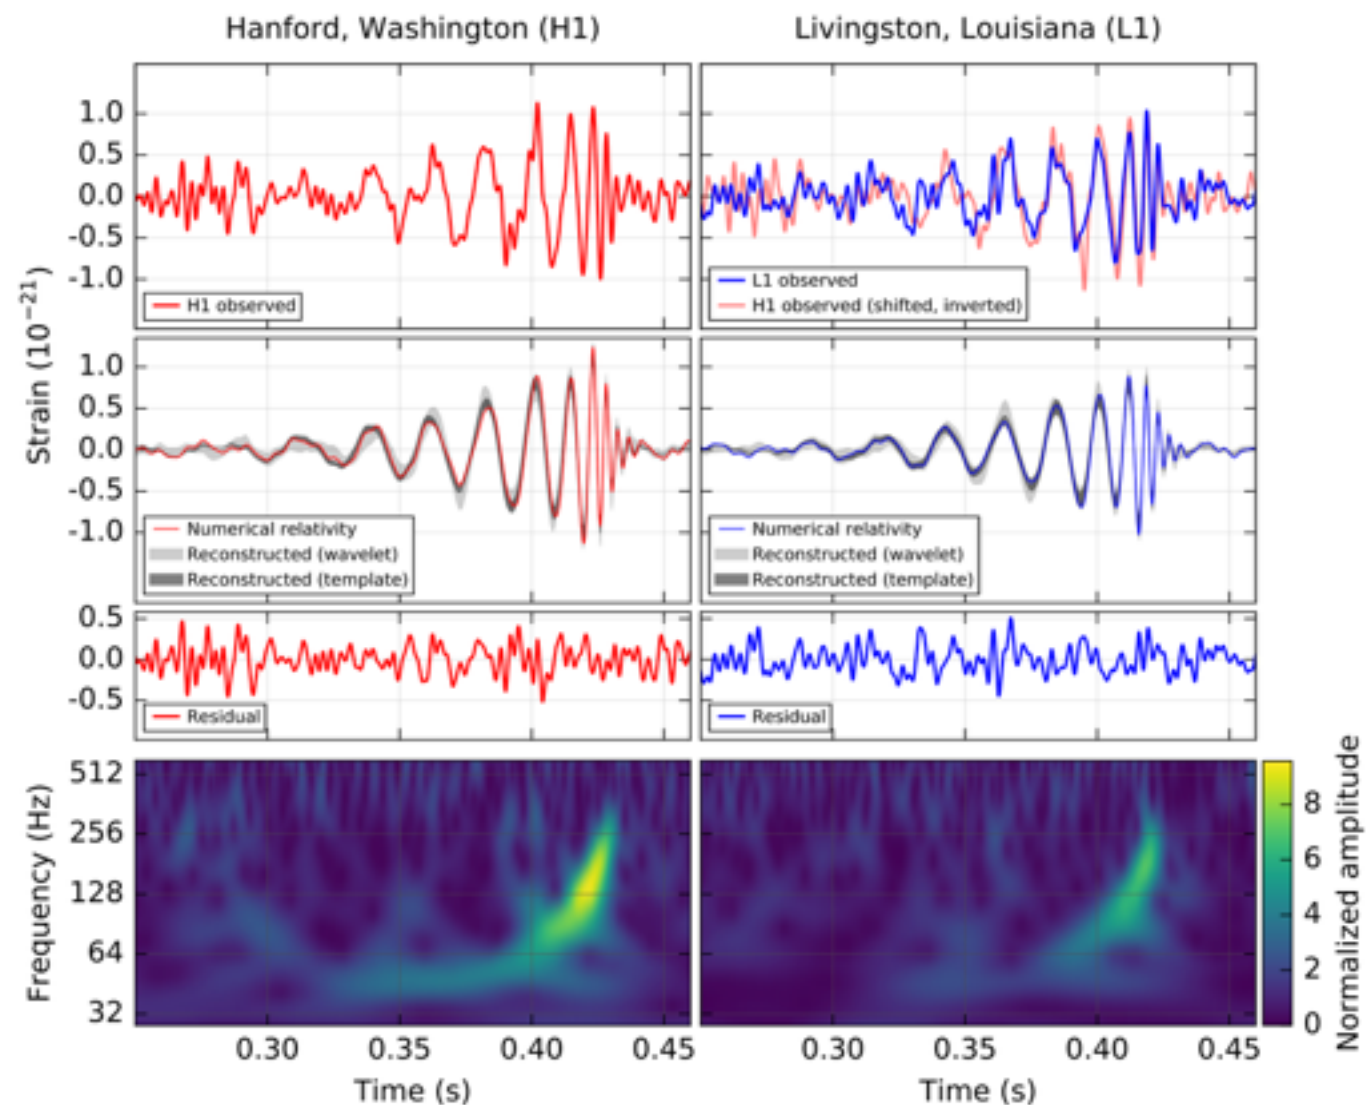 Hanford, Washington (H1)
Livingston, Louisiana (L1)
Strain (10⁻²¹)
1.0
0.5
0.0
-0.5
-1.0
H1 observed
L1 observed
H1 observed (shifted, inverted)
1.0
0.5
0.0
-0.5
-1.0
Numerical relativity
Reconstructed (wavelet)
Reconstructed (template)
Numerical relativity
Reconstructed (wavelet)
Reconstructed (template)
0.5
0.0
-0.5
Residual
Residual
Frequency (Hz)
512
256
128
64
32
Normalized amplitude
8
6
4
2
0
0.30 0.35 0.40 0.45
0.30 0.35 0.40 0.45
Time (s)
Time (s)